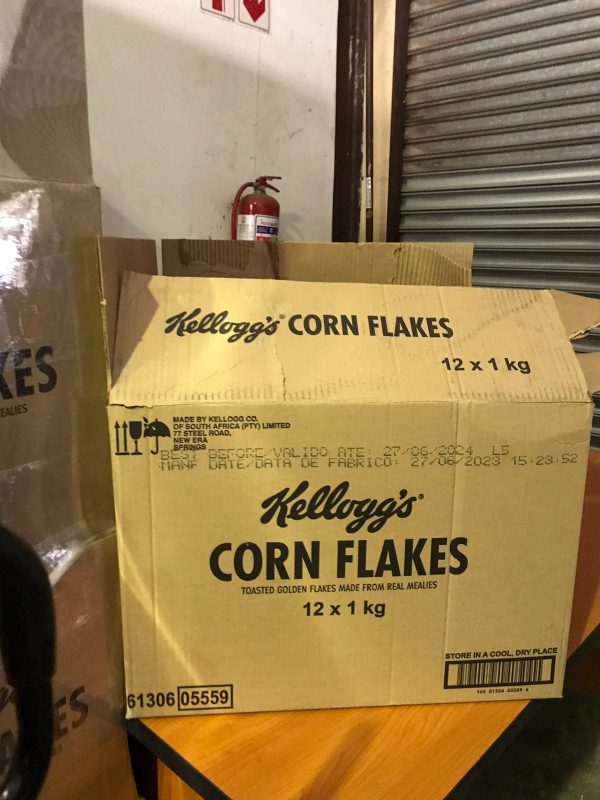 Kellogg's® CORN FLAKES
12 x 1 kg
MADE BY KELLOGG CO.
OF SOUTH AFRICA (PTY) LIMITED
77 STEEL ROAD,
NEW ERA
SPRINGS
BEST BEFORE/VALIDO ATE: 27/06/2024 L5
MANF DATE/DATA DE FABRICO: 27/06/2023 15:23:52
Kellogg's®
CORN FLAKES
TOASTED GOLDEN FLAKES MADE FROM REAL MEALIES
12 x 1 kg
STORE IN A COOL, DRY PLACE
61306 05559
KES
EALIES
ES